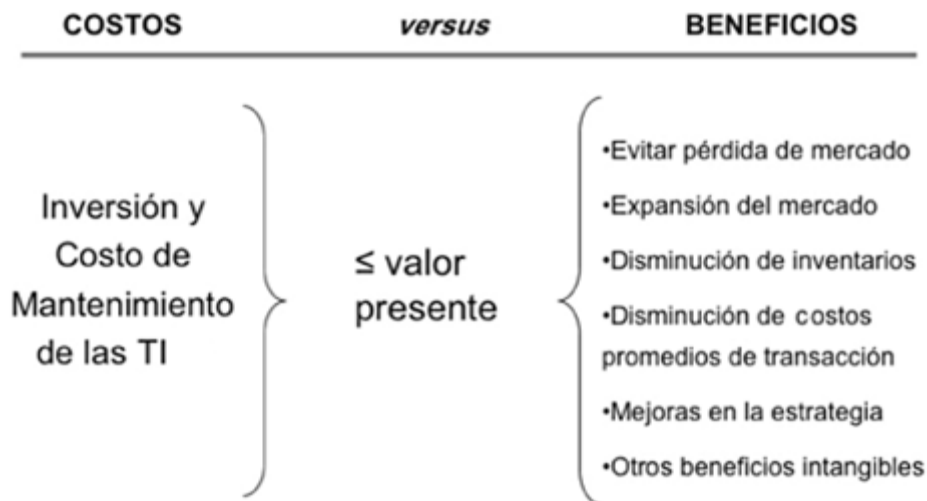 COSTOS versus BENEFICIOS
Inversión y
Costo de
Mantenimiento
de las TI
≤ valor
presente
•Evitar pérdida de mercado
•Expansión del mercado
•Disminución de inventarios
•Disminución de costos
promedios de transacción
•Mejoras en la estrategia
•Otros beneficios intangibles